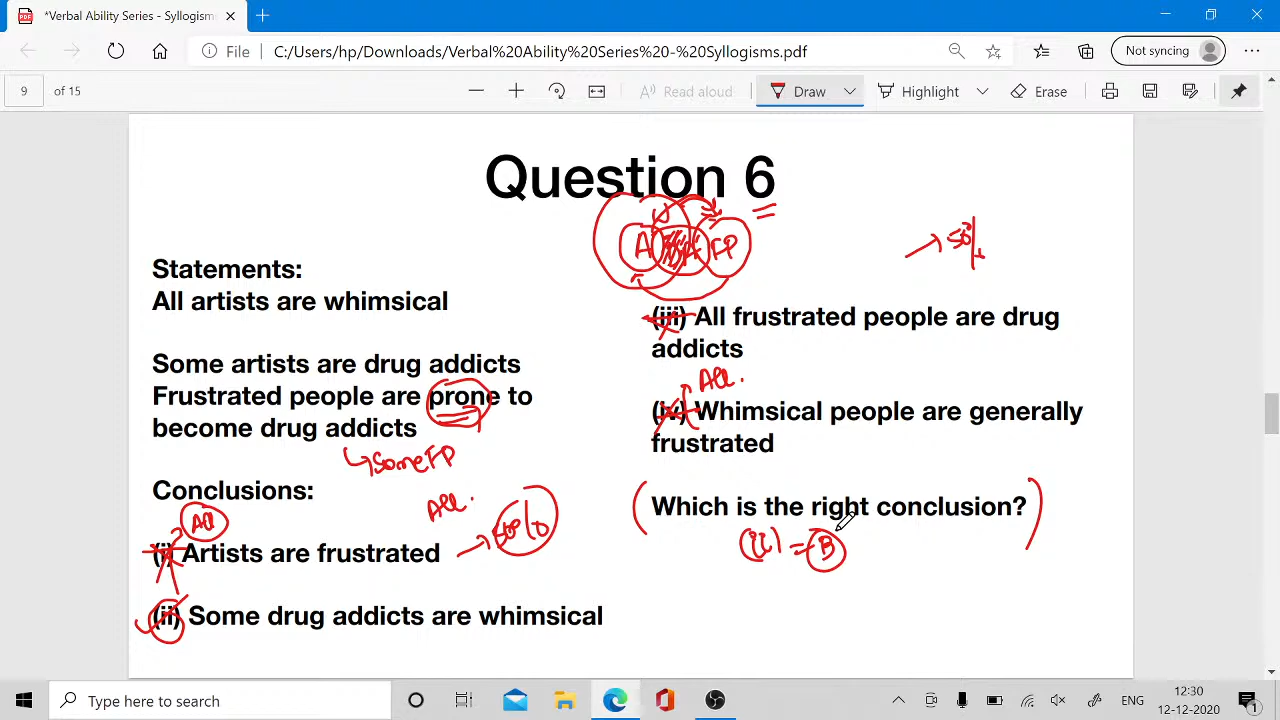 *Verbal Ability Series - Syllogism
File C:/Users/hp/Downloads/Verbal%20Ability%20Series%20-%20Syllogisms.pdf
Not syncing
9 of 15
Read aloud
Draw
Highlight
Erase
Question 6
A
FP
50%
Statements:
All artists are whimsical
Some artists are drug addicts
Frustrated people are prone to
become drug addicts
Some FP
Conclusions:
All
All.
(i) Artists are frustrated
50%
(ii) Some drug addicts are whimsical
(iii) All frustrated people are drug
addicts
All.
(iv) Whimsical people are generally
frustrated
(Which is the right conclusion?)
(ii) = B
Type here to search
ENG
12:30
12-12-2020
1